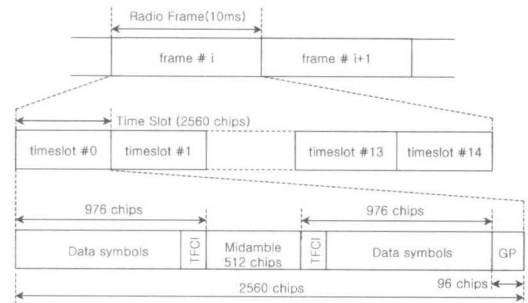 Radio Frame(10ms)
frame # i
frame # i+1
Time Slot (2560 chips)
timeslot #0
timeslot #1
timeslot #13
timeslot #14
976 chips
976 chips
Data symbols
TFCI
Midamble
512 chips
TFCI
Data symbols
GP
96 chips
2560 chips